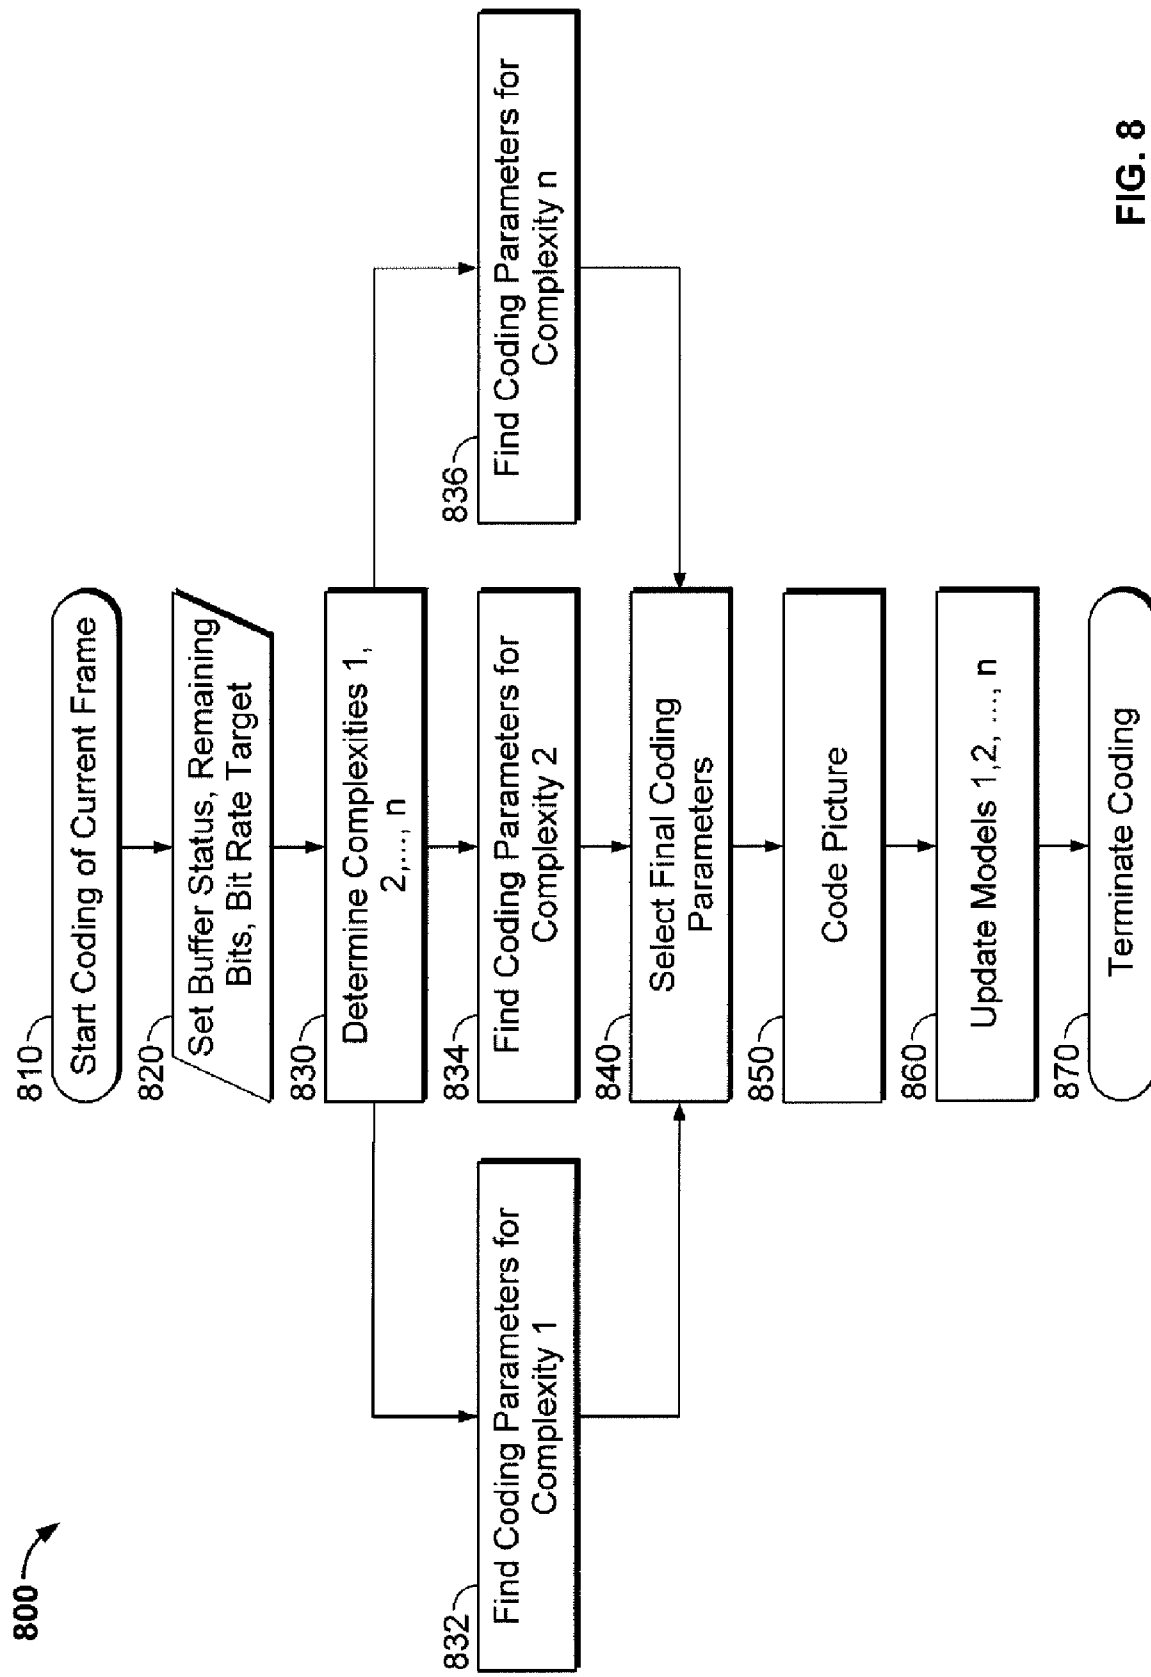 800
810
Start Coding of Current Frame
820
Set Buffer Status, Remaining
Bits, Bit Rate Target
830
Determine Complexities 1,
2,..., n
832
Find Coding Parameters for
Complexity 1
834
Find Coding Parameters for
Complexity 2
836
Find Coding Parameters for
Complexity n
840
Select Final Coding
Parameters
850
Code Picture
860
Update Models 1,2, ..., n
870
Terminate Coding
FIG. 8